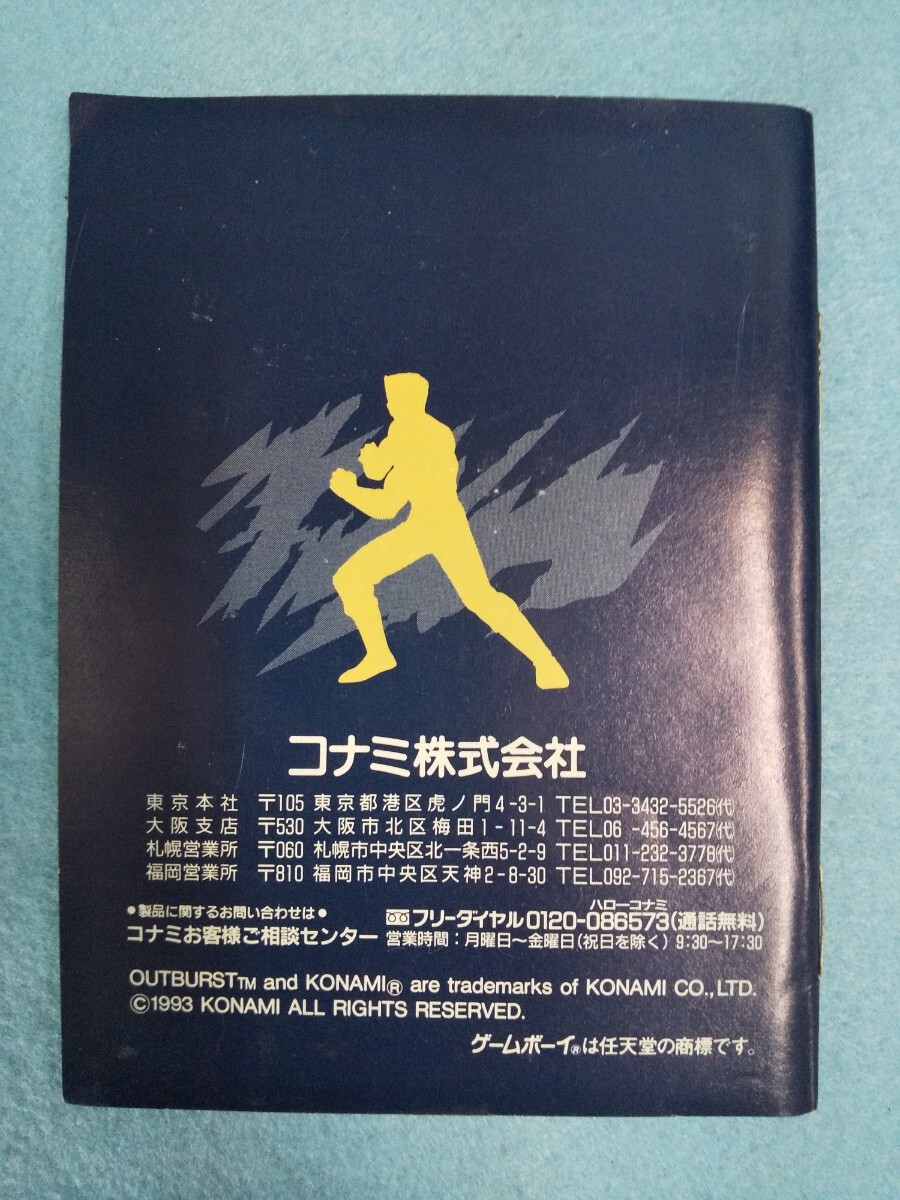 コナミ株式会社
東京本社 〒105 東京都港区虎ノ門4-3-1 TEL03-3432-5526(代)
大阪支店 〒530 大阪市北区梅田1-11-4 TEL06 -456-4567(代)
札幌営業所 〒060 札幌市中央区北一条西5-2-9 TEL011-232-3778(代)
福岡営業所 〒810 福岡市中央区天神2-8-30 TEL092-715-2367(代)
ハローコナミ
●製品に関するお問い合わせは● フリーダイヤル0120-086573(通話無料)
コナミお客様ご相談センター 営業時間:月曜日~金曜日(祝日を除く) 9:30~17:30
OUTBURST™ and KONAMI® are trademarks of KONAMI CO., LTD.
©1993 KONAMI ALL RIGHTS RESERVED.
ゲームボーイ®は任天堂の商標です。